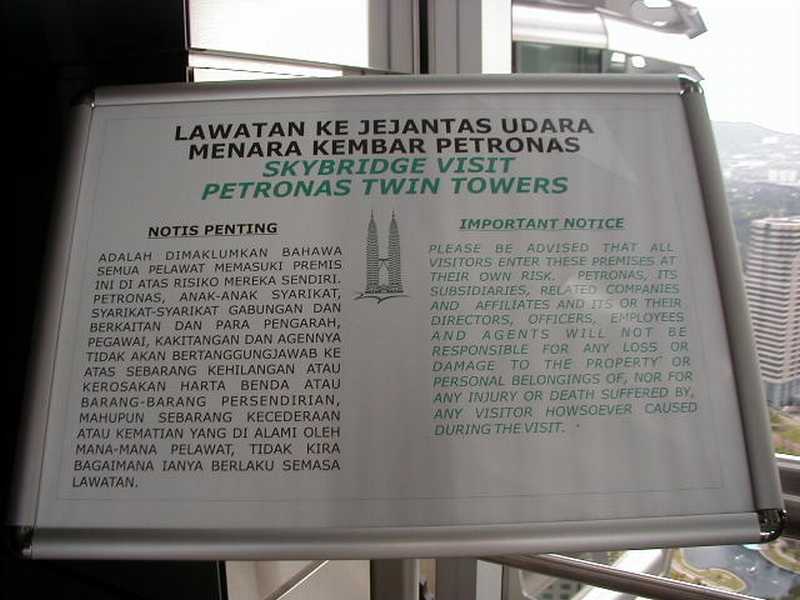 LAWATAN KE JEJANTAS UDARA
MENARA KEMBAR PETRONAS
SKYBRIDGE VISIT
PETRONAS TWIN TOWERS
NOTIS PENTING
ADALAH DIMAKLUMKAN BAHAWA
SEMUA PELAWAT MEMASUKI PREMIS
INI DI ATAS RISIKO MEREKA SENDIRI.
PETRONAS, ANAK-ANAK SYARIKAT,
SYARIKAT-SYARIKAT GABUNGAN DAN
BERKAITAN DAN PARA PENGARAH,
PEGAWAI, KAKITANGAN DAN AGENNYA
TIDAK AKAN BERTANGGUNGJAWAB KE
ATAS SEBARANG KEHILANGAN ATAU
KEROSAKAN HARTA BENDA ATAU
BARANG-BARANG PERSENDIRIAN,
MAHUPUN SEBARANG KECEDERAAN
ATAU KEMATIAN YANG DI ALAMI OLEH
MANA-MANA PELAWAT, TIDAK KIRA
BAGAIMANA IANYA BERLAKU SEMASA
LAWATAN.
IMPORTANT NOTICE
PLEASE BE ADVISED THAT ALL
VISITORS ENTER THESE PREMISES AT
THEIR OWN RISK. PETRONAS, ITS
SUBSIDIARIES, RELATED COMPANIES
AND AFFILIATES AND ITS OR THEIR
DIRECTORS, OFFICERS, EMPLOYEES
AND AGENTS WILL NOT BE
RESPONSIBLE FOR ANY LOSS OR
DAMAGE TO THE PROPERTY OR
PERSONAL BELONGINGS OF, NOR FOR
ANY INJURY OR DEATH SUFFERED BY,
ANY VISITOR HOWSOEVER CAUSED
DURING THE VISIT.